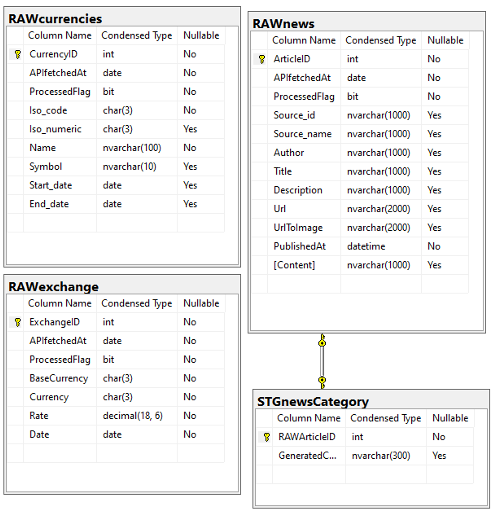 RAWcurrencies
Column Name Condensed Type Nullable
CurrencyID int No
APIfetchedAt date No
ProcessedFlag bit No
Iso_code char(3) No
Iso_numeric char(3) Yes
Name nvarchar(100) No
Symbol nvarchar(10) Yes
Start_date date Yes
End_date date Yes
RAWnews
Column Name Condensed Type Nullable
ArticleID int No
APIfetchedAt date No
ProcessedFlag bit No
Source_id nvarchar(1000) Yes
Source_name nvarchar(1000) Yes
Author nvarchar(1000) Yes
Title nvarchar(1000) Yes
Description nvarchar(1000) Yes
Url nvarchar(2000) Yes
UrlToImage nvarchar(2000) Yes
PublishedAt datetime No
[Content] nvarchar(1000) Yes
RAWexchange
Column Name Condensed Type Nullable
ExchangeID int No
APIfetchedAt date No
ProcessedFlag bit No
BaseCurrency char(3) No
Currency char(3) No
Rate decimal(18, 6) No
Date date No
STGnewsCategory
Column Name Condensed Type Nullable
RAWArticleID int No
GeneratedC... nvarchar(300) Yes